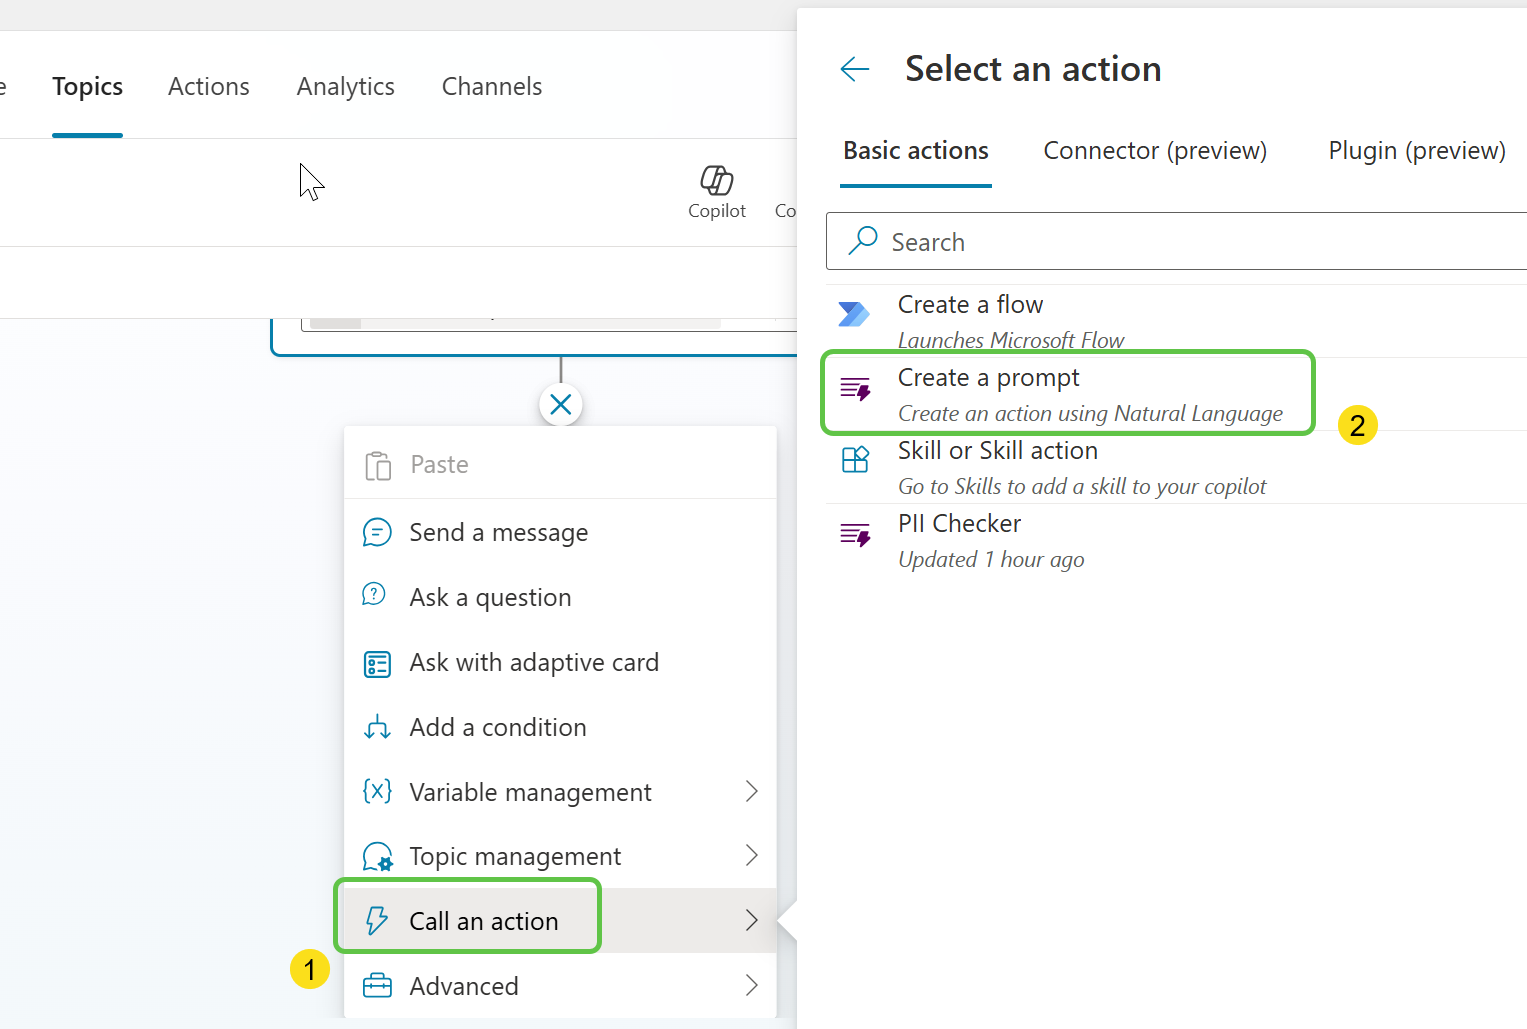 e Topics Actions Analytics Channels
Copilot
Co
Paste
Send a message
Ask a question
Ask with adaptive card
Add a condition
Variable management
Topic management
Call an action
1
Advanced
Select an action
Basic actions Connector (preview) Plugin (preview)
Search
Create a flow
Launches Microsoft Flow
Create a prompt
Create an action using Natural Language
2
Skill or Skill action
Go to Skills to add a skill to your copilot
PII Checker
Updated 1 hour ago